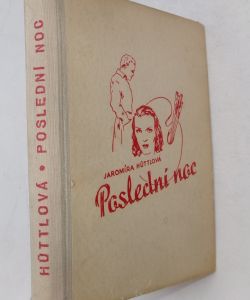 HÜTTLOVÁ • POSLEDNÍ NOC
JAROMÍRA HÜTTLOVÁ
Poslední noc